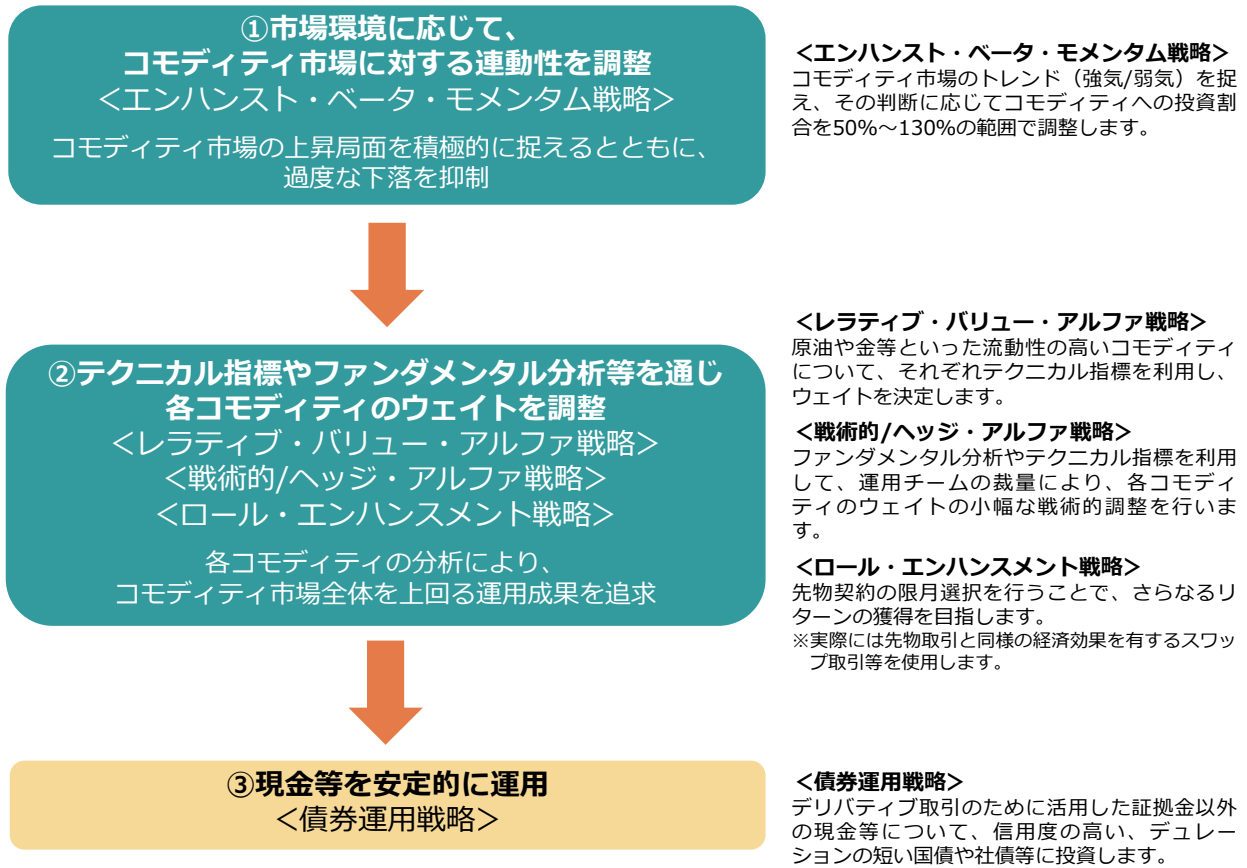 ①市場環境に応じて、
コモディティ市場に対する連動性を調整
＜エンハンスト・ベータ・モメンタム戦略＞
コモディティ市場の上昇局面を積極的に捉えるとともに、
過度な下落を抑制
＜エンハンスト・ベータ・モメンタム戦略＞
コモディティ市場のトレンド（強気/弱気）を捉
え、その判断に応じてコモディティへの投資割
合を50%～130%の範囲で調整します。
②テクニカル指標やファンダメンタル分析等を通じ
各コモディティのウェイトを調整
＜レラティブ・バリュー・アルファ戦略＞
＜戦術的/ヘッジ・アルファ戦略＞
＜ロール・エンハンスメント戦略＞
各コモディティの分析により、
コモディティ市場全体を上回る運用成果を追求
＜レラティブ・バリュー・アルファ戦略＞
原油や金等といった流動性の高いコモディティ
について、それぞれテクニカル指標を利用し、
ウェイトを決定します。
＜戦術的/ヘッジ・アルファ戦略＞
ファンダメンタル分析やテクニカル指標を利用
して、運用チームの裁量により、各コモディ
ティのウェイトの小幅な戦術的調整を行いま
す。
＜ロール・エンハンスメント戦略＞
先物契約の限月選択を行うことで、さらなるリ
ターンの獲得を目指します。
※実際には先物取引と同様の経済効果を有するスワッ
プ取引等を使用します。
③現金等を安定的に運用
＜債券運用戦略＞
＜債券運用戦略＞
デリバティブ取引のために活用した証拠金以外
の現金等について、信用度の高い、デュレー
ションの短い国債や社債等に投資します。